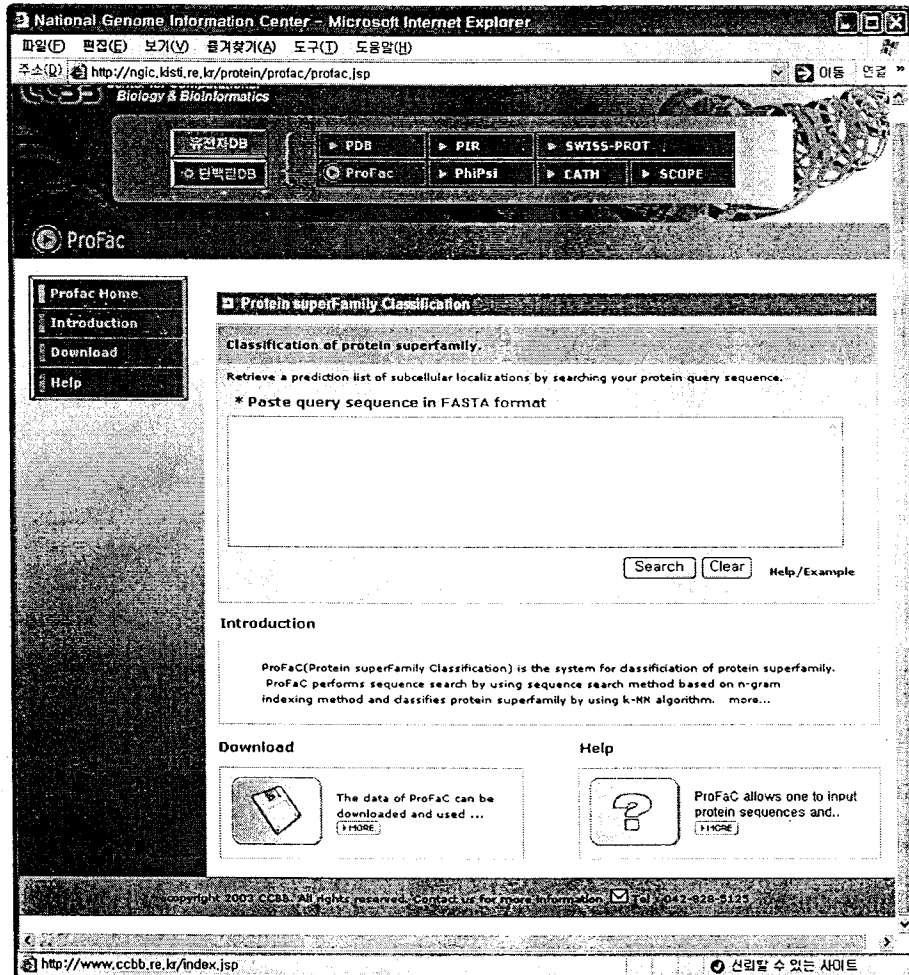 National Genome Information Center - Microsoft Internet Explorer
파일(F) 편집(E) 보기(V) 즐겨찾기(A) 도구(T) 도움말(H)
주소(D) http://ngic.kisti.re.kr/protein/profac/profac.jsp 이동 연결 »
Biology & Bioinformatics
유전자DB PDB PIR SWISS-PROT
단백질DB ProFac PhiPsi CATH SCOPE
ProFac
Profac Home
Introduction
Download
Help
Protein superFamily Classification
Classification of protein superfamily.
Retrieve a prediction list of subcellular localizations by searching your protein query sequence.
* Paste query sequence in FASTA format
Search Clear Help/Example
Introduction
ProFaC(Protein superFamily Classification) is the system for classificiation of protein superfamily.
ProFaC performs sequence search by using sequence search method based on n-gram
indexing method and classifies protein superfamily by using k-NN algorithm. more...
Download
The data of ProFaC can be
downloaded and used ...
MORE
Help
ProFaC allows one to input
protein sequences and..
MORE
copyright 2003 CCBB. All rights reserved. Contact us for more Information. Tel : 042-828-5125
http://www.ccbb.re.kr/index.jsp 신뢰할 수 있는 사이트